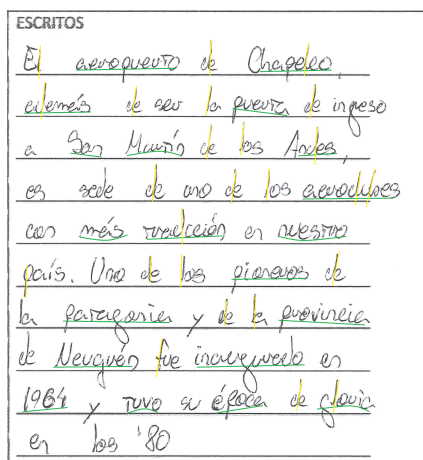 ESCRITOS
El aeropuerto de Chapelco,
además de ser la puerta de ingreso
a San Martín de los Andes,
es sede de uno de los aeroclubes
con más tradición en nuestro
país. Uno de los pioneros de
la patagonia y de la provincia
de Neuquén fue inaugurado en
1964 y tuvo su época de gloria
en los '80